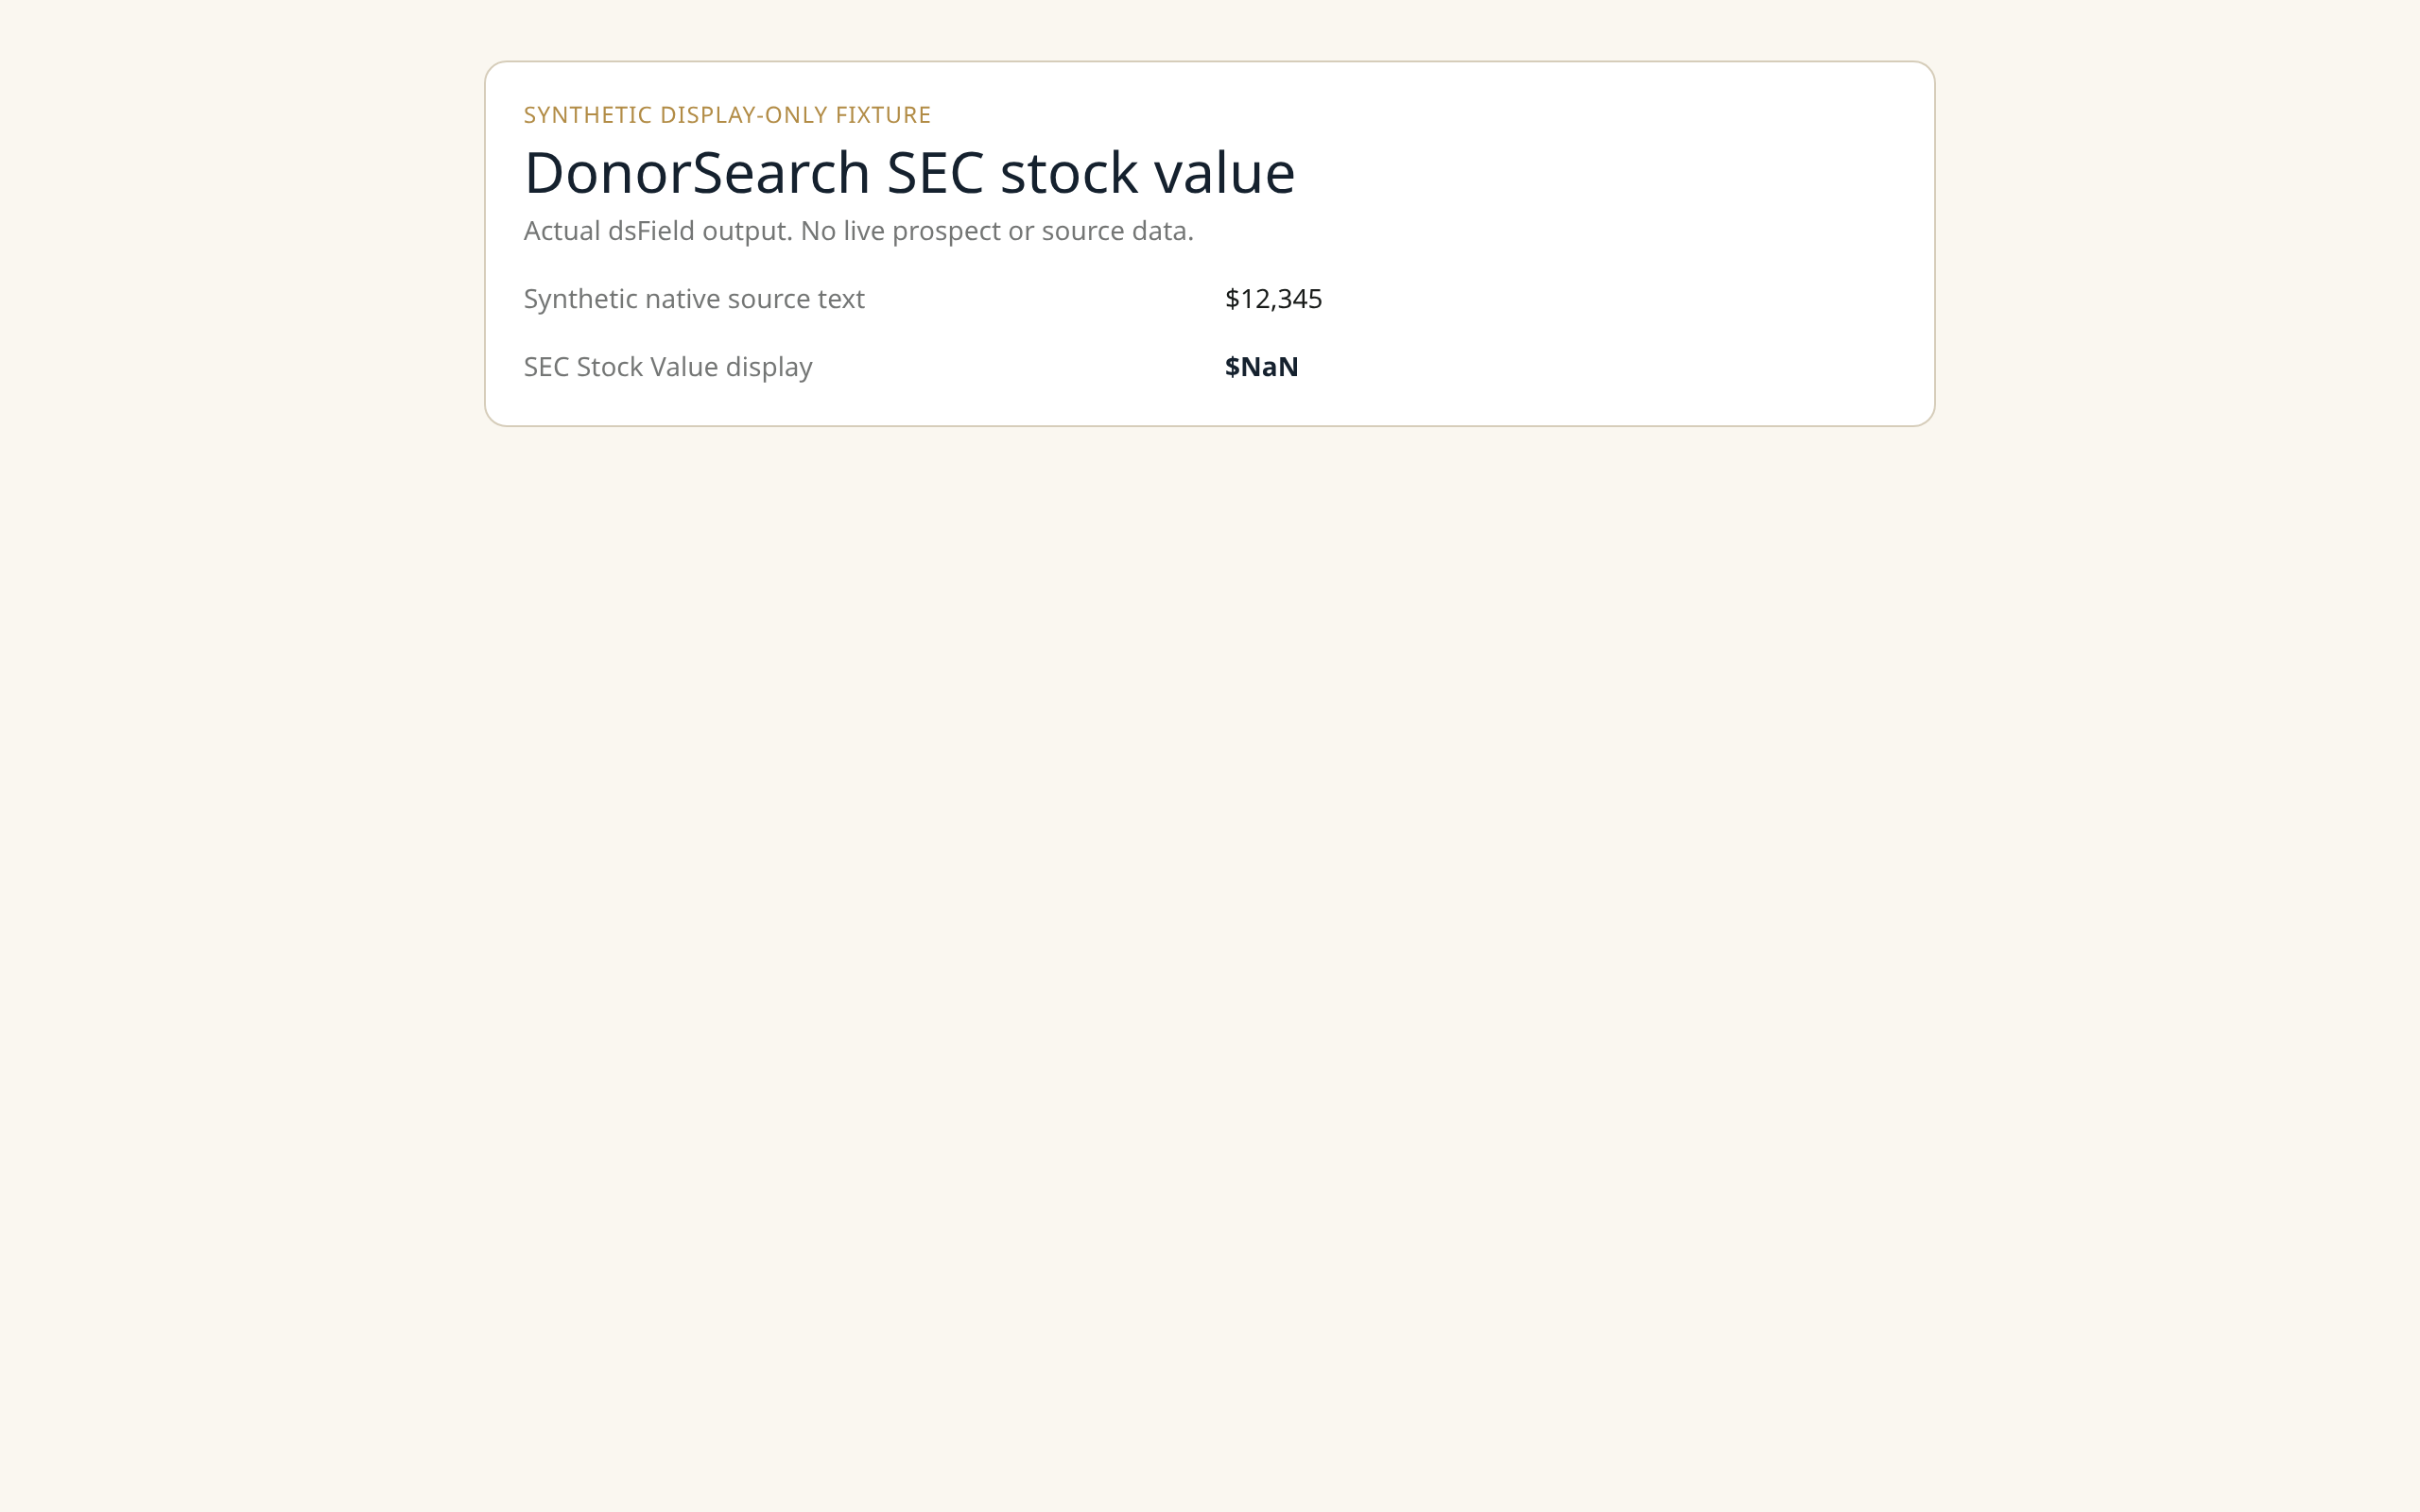 SYNTHETIC DISPLAY-ONLY FIXTURE
DonorSearch SEC stock value
Actual dsField output. No live prospect or source data.
Synthetic native source text $12,345
SEC Stock Value display $NaN